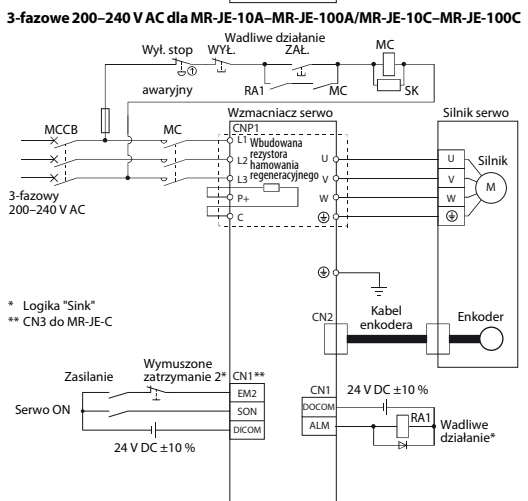 3-fazowe 200–240 V AC dla MR-JE-10A–MR-JE-100A/MR-JE-10C–MR-JE-100C
Wadliwe działanie
Wył. stop WYŁ. ZAŁ. MC
①
awaryjny RA1 MC SK
MCCB MC
Wzmacniacz serwo
Silnik serwo
CNP1
L1 Wbudowana
rezystora
L2 hamowania
L3 regeneracyjnego
P+
C
U
V
W
U
V
W
Silnik
M
3-fazowy
200–240 V AC
* Logika "Sink"
** CN3 do MR-JE-C
CN2
Kabel
enkodera
Enkoder
Zasilanie
Wymuszone
zatrzymanie 2* CN1**
Serwo ON
EM2
SON
DICOM
24 V DC ±10 %
CN1 24 V DC ±10 %
DOCOM
ALM
RA1 Wadliwe
działanie*